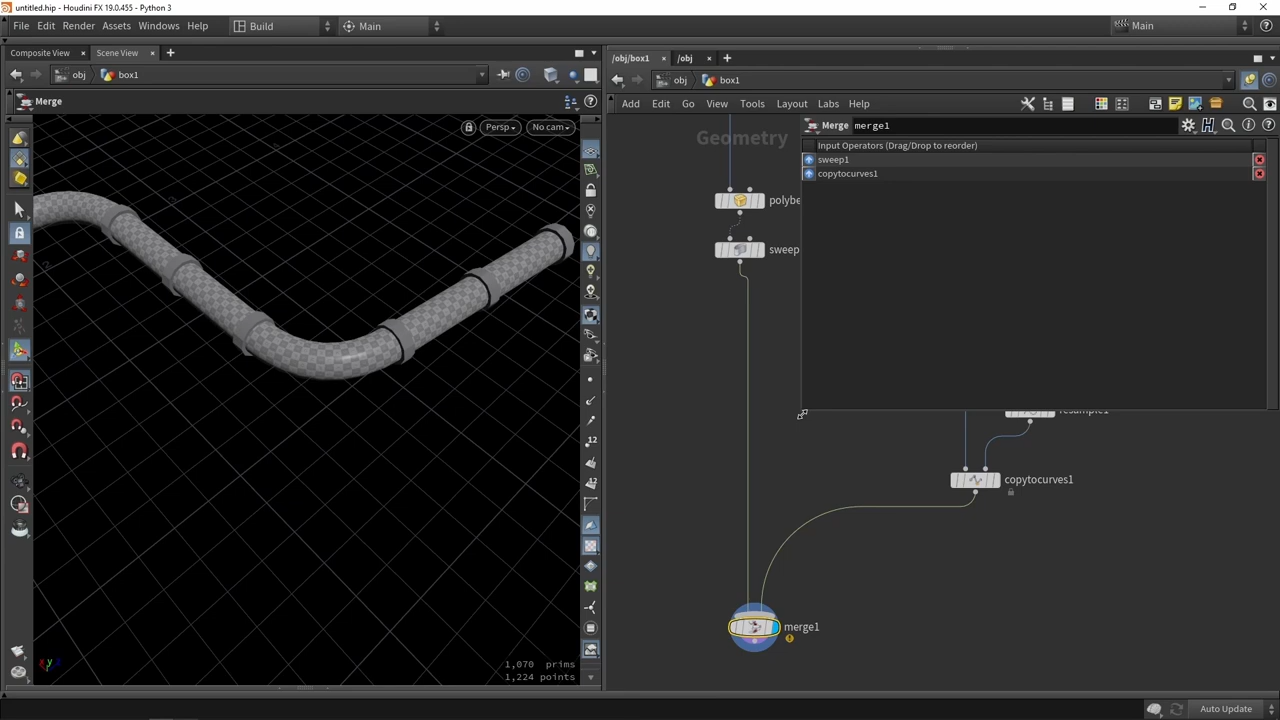 untitled.hip - Houdini FX 19.0.455 - Python 3
File Edit Render Assets Windows Help
Build
Main
Main
Composite View
Scene View
/obj/box1
/obj
obj
box1
obj
box1
Merge
Add Edit Go View Tools Layout Labs Help
Persp
No cam
Geometry
Merge merge1
Input Operators (Drag/Drop to reorder)
sweep1
copytocurves1
polybe
sweep
resample1
copytocurves1
merge1
12
12
x y z
1,070 prims
1,224 points
Auto Update